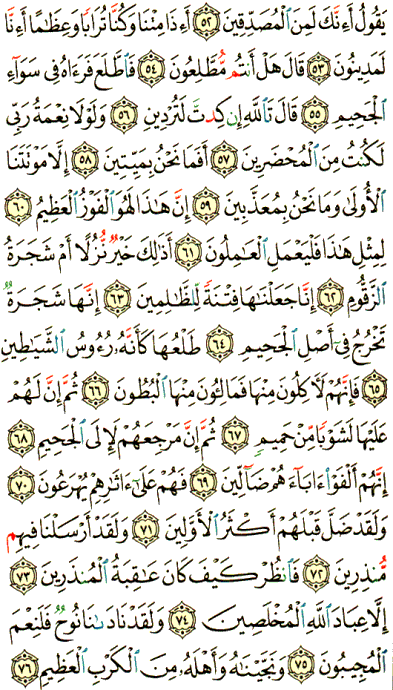 يَقُولُ أَءِنَّكَ لَمِنَ ٱلْمُصَدِّقِينَ ٥٢ أَءِذَا مِتْنَا وَكُنَّا تُرَابًا وَعِظَٰمًا أَءِنَّا
لَمَدِينُونَ ٥٣ قَالَ هَلْ أَنتُم مُّطَّلِعُونَ ٥٤ فَٱطَّلَعَ فَرَءَاهُ فِى سَوَآءِ
ٱلْجَحِيمِ ٥٥ قَالَ تَٱللَّهِ إِن كِدتَّ لَتُرْدِينِ ٥٦ وَلَوْلَا نِعْمَةُ رَبِّى
لَكُنتُ مِنَ ٱلْمُحْضَرِينَ ٥٧ أَفَمَا نَحْنُ بِمَيِّتِينَ ٥٨ إِلَّا مَوْتَتَنَا
ٱلْأُولَىٰ وَمَا نَحْنُ بِمُعَذَّبِينَ ٥٩ إِنَّ هَٰذَا لَهُوَ ٱلْفَوْزُ ٱلْعَظِيمُ ٦٠
لِمِثْلِ هَٰذَا فَلْيَعْمَلِ ٱلْعَٰمِلُونَ ٦١ أَذَٰلِكَ خَيْرٌ نُّزُلًا أَمْ شَجَرَةُ
ٱلزَّقُّومِ ٦٢ إِنَّا جَعَلْنَٰهَا فِتْنَةً لِّلظَّٰلِمِينَ ٦٣ إِنَّهَا شَجَرَةٌ
تَخْرُجُ فِىٓ أَصْلِ ٱلْجَحِيمِ ٦٤ طَلْعُهَا كَأَنَّهُۥ رُءُوسُ ٱلشَّيَٰطِينِ
٦٥ فَإِنَّهُمْ لَءَاكِلُونَ مِنْهَا فَمَالِـُٔونَ مِنْهَا ٱلْبُطُونَ ٦٦ ثُمَّ إِنَّ لَهُمْ
عَلَيْهَا لَشَوْبًا مِّنْ حَمِيمٍ ٦٧ ثُمَّ إِنَّ مَرْجِعَهُمْ لَإِلَى ٱلْجَحِيمِ ٦٨
إِنَّهُمْ أَلْفَوْا۟ ءَابَآءَهُمْ ضَآلِّينَ ٦٩ فَهُمْ عَلَىٰٓ ءَاثَٰرِهِمْ يُهْرَعُونَ ٧٠
وَلَقَدْ ضَلَّ قَبْلَهُمْ أَكْثَرُ ٱلْأَوَّلِينَ ٧١ وَلَقَدْ أَرْسَلْنَا فِيهِم
مُّنذِرِينَ ٧٢ فَٱنظُرْ كَيْفَ كَانَ عَٰقِبَةُ ٱلْمُنذَرِينَ ٧٣
إِلَّا عِبَادَ ٱللَّهِ ٱلْمُخْلَصِينَ ٧٤ وَلَقَدْ نَادَىٰنَا نُوحٌ فَلَنِعْمَ
ٱلْمُجِيبُونَ ٧٥ وَنَجَّيْنَٰهُ وَأَهْلَهُۥ مِنَ ٱلْكَرْبِ ٱلْعَظِيمِ ٧٦